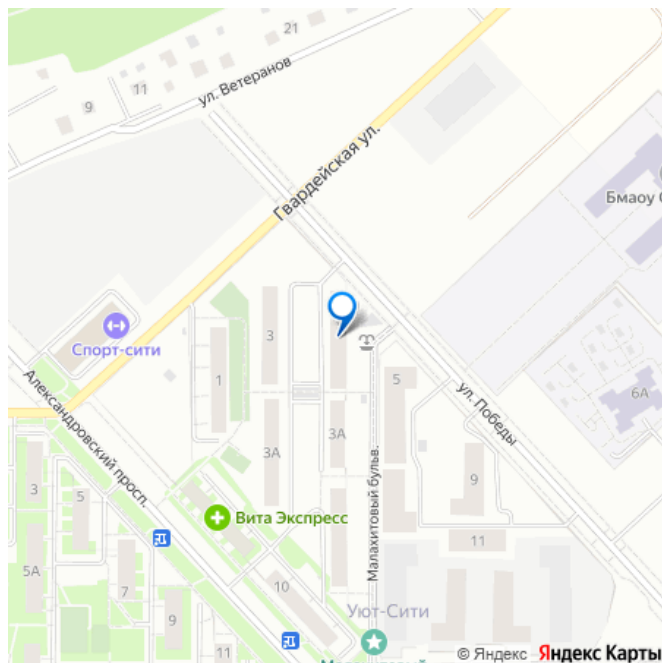 21
11
9
ул. Ветеранов
Гвардейская ул.
Бмаоу С
Спорт-сити
3
1
5
ул. Победы
6А
Александровский просп.
3А
3А
9
Малахитовый бульв.
3
5
Вита Экспресс
11
5А
7
10
9
Уют-Сити
11
© Яндекс Яндекс Карты